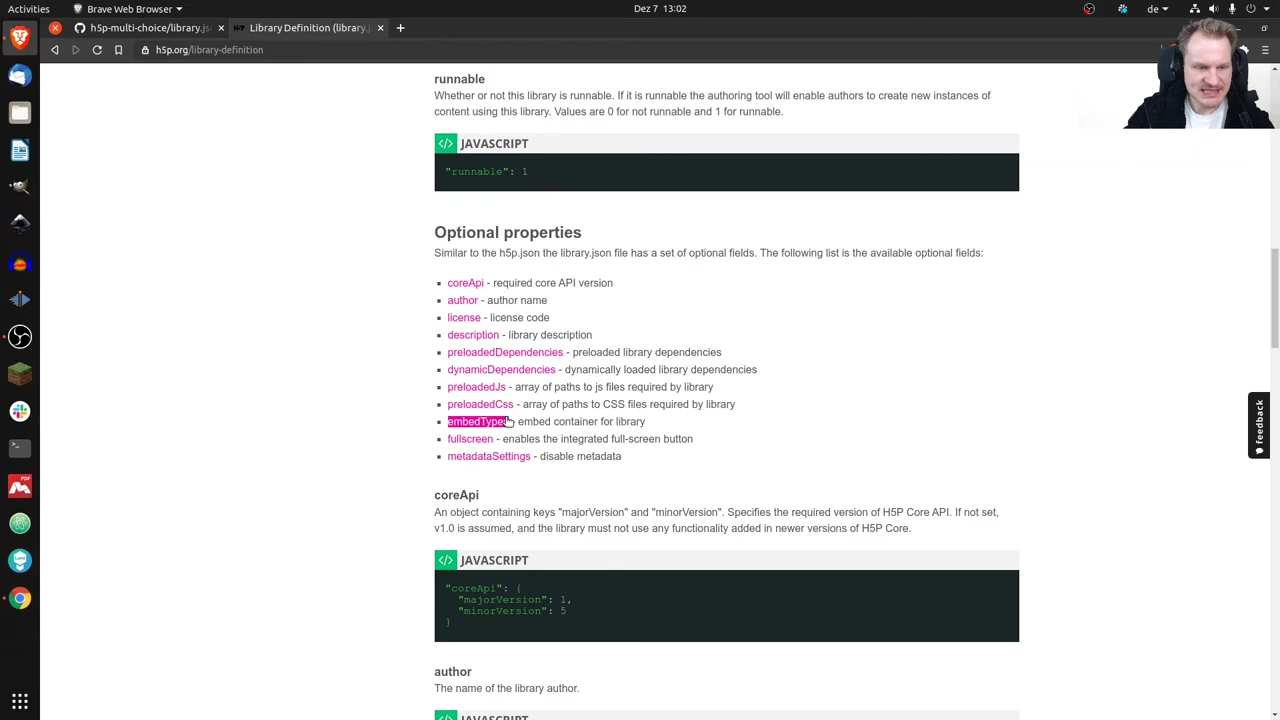 Activities
Brave Web Browser
Dez 7 13:02
h5p-multi-choice/library.js
Library Definition (library.j
h5p.org/library-definition
runnable
Whether or not this library is runnable. If it is runnable the authoring tool will enable authors to create new instances of
content using this library. Values are 0 for not runnable and 1 for runnable.
</> JAVASCRIPT
"runnable": 1
Optional properties
Similar to the h5p.json the library.json file has a set of optional fields. The following list is the available optional fields:
coreApi - required core API version
author - author name
license - license code
description - library description
preloadedDependencies - preloaded library dependencies
dynamicDependencies - dynamically loaded library dependencies
preloadedJs - array of paths to js files required by library
preloadedCss - array of paths to CSS files required by library
embedTypes - embed container for library
fullscreen - enables the integrated full-screen button
metadataSettings - disable metadata
feedback
coreApi
An object containing keys "majorVersion" and "minorVersion". Specifies the required version of H5P Core API. If not set,
v1.0 is assumed, and the library must not use any functionality added in newer versions of H5P Core.
</> JAVASCRIPT
"coreApi": {
"majorVersion": 1,
"minorVersion": 5
}
author
The name of the library author.
</> JAVASCRIPT